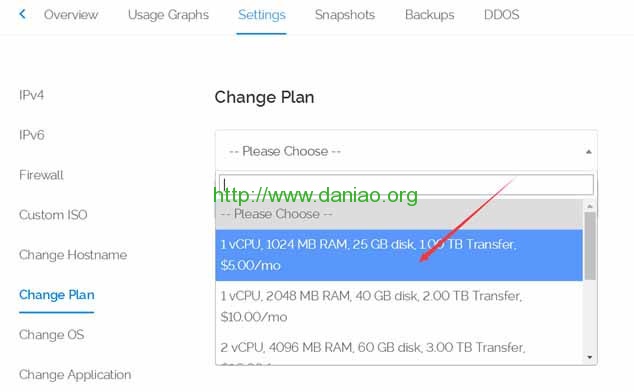 Overview Usage Graphs Settings Snapshots Backups DDOS
IPv4
IPv6
Firewall
Custom ISO
Change Hostname
Change Plan
Change OS
Change Application
Change Plan
-- Please Choose --
http://www.daniao.org
-- Please Choose --
1 vCPU, 1024 MB RAM, 25 GB disk, 1.00 TB Transfer,
$5.00/mo
1 vCPU, 2048 MB RAM, 40 GB disk, 2.00 TB Transfer,
$10.00/mo
2 vCPU, 4096 MB RAM, 60 GB disk, 3.00 TB Transfer,